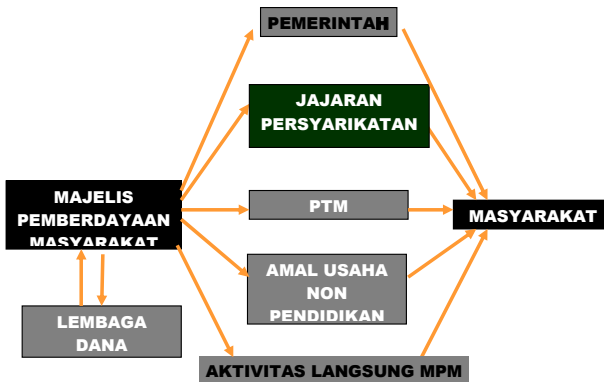 PEMERINTAH
JAJARAN
PERSYARIKATAN
MAJELIS
PEMBERDAYAAN
MASYARAKAT
PTM
MASYARAKAT
AMAL USAHA
NON
PENDIDIKAN
LEMBAGA
DANA
AKTIVITAS LANGSUNG MPM